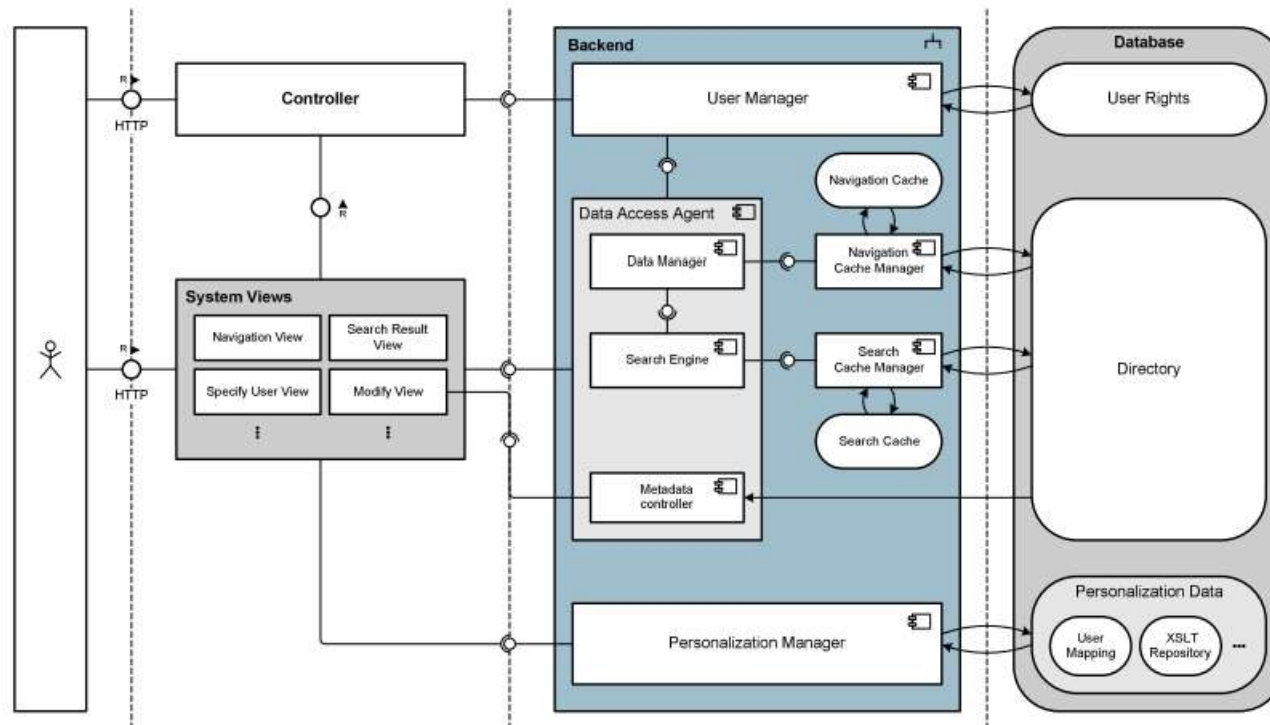 Backend
Database
R
Controller
User Manager
User Rights
HTTP
Navigation Cache
R
Data Access Agent
Data Manager
Navigation
Cache Manager
System Views
Navigation View
Search Result
View
R
Search Engine
Search
Cache Manager
Directory
HTTP
Specify User View
Modify View
Search Cache
Metadata
controller
Personalization Data
Personalization Manager
User
Mapping
XSLT
Repository